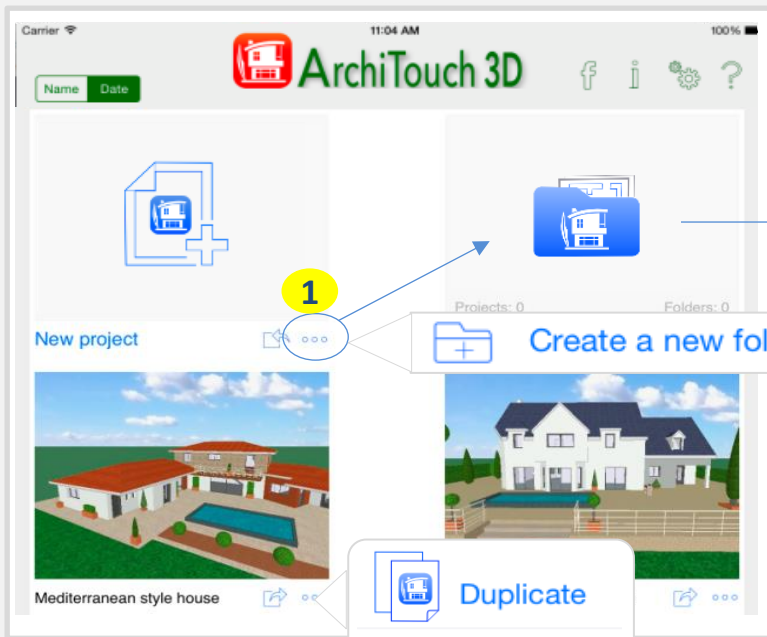 Carrier 11:04 AM 100%
ArchiTouch 3D
Name Date
f i ?
1
Projects: 0 Folders: 0
New project
Create a new fol
Mediterranean style house
Duplicate